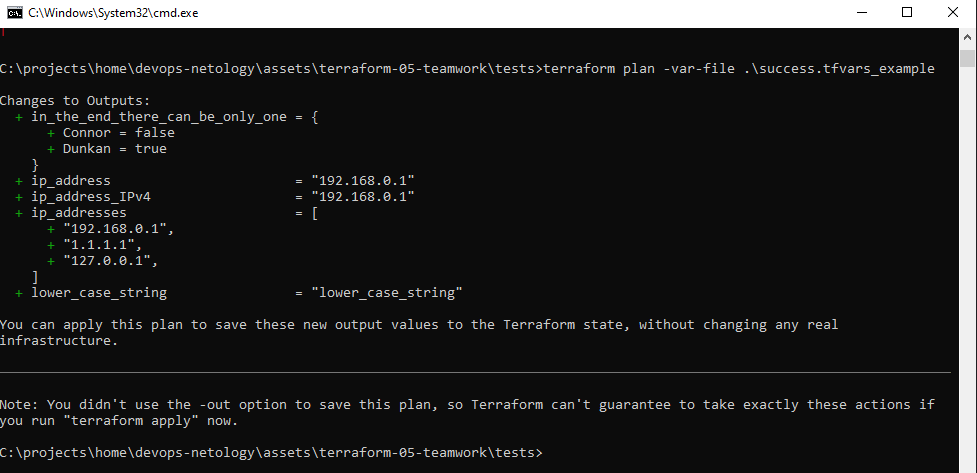 C:\Windows\System32\cmd.exe
C:\projects\home\devops-netology\assets\terraform-05-teamwork\tests>terraform plan -var-file .\success.tfvars_example
Changes to Outputs:
+ in_the_end_there_can_be_only_one = {
+ Connor = false
+ Dunkan = true
}
+ ip_address = "192.168.0.1"
+ ip_address_IPv4 = "192.168.0.1"
+ ip_addresses = [
+ "192.168.0.1",
+ "1.1.1.1",
+ "127.0.0.1",
]
+ lower_case_string = "lower_case_string"
You can apply this plan to save these new output values to the Terraform state, without changing any real
infrastructure.
Note: You didn't use the -out option to save this plan, so Terraform can't guarantee to take exactly these actions if
you run "terraform apply" now.
C:\projects\home\devops-netology\assets\terraform-05-teamwork\tests>